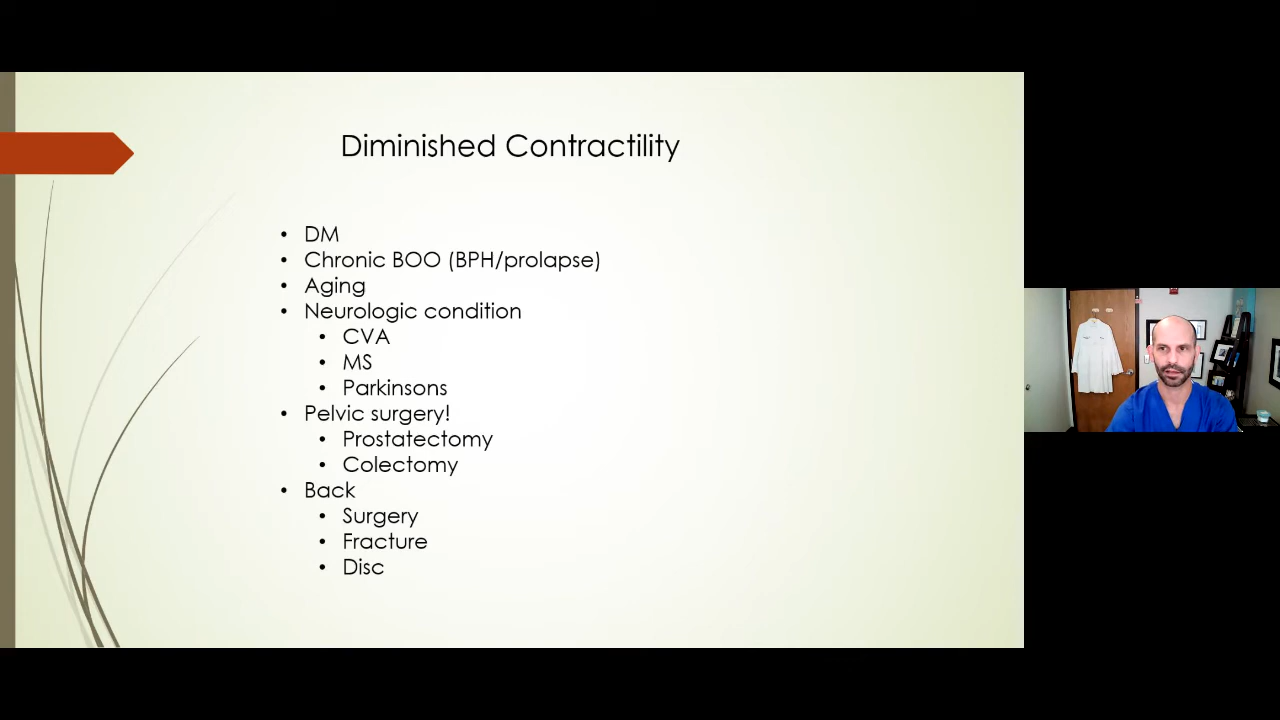 Diminished Contractility
• DM
• Chronic BOO (BPH/prolapse)
• Aging
• Neurologic condition
• CVA
• MS
• Parkinsons
• Pelvic surgery!
• Prostatectomy
• Colectomy
• Back
• Surgery
• Fracture
• Disc